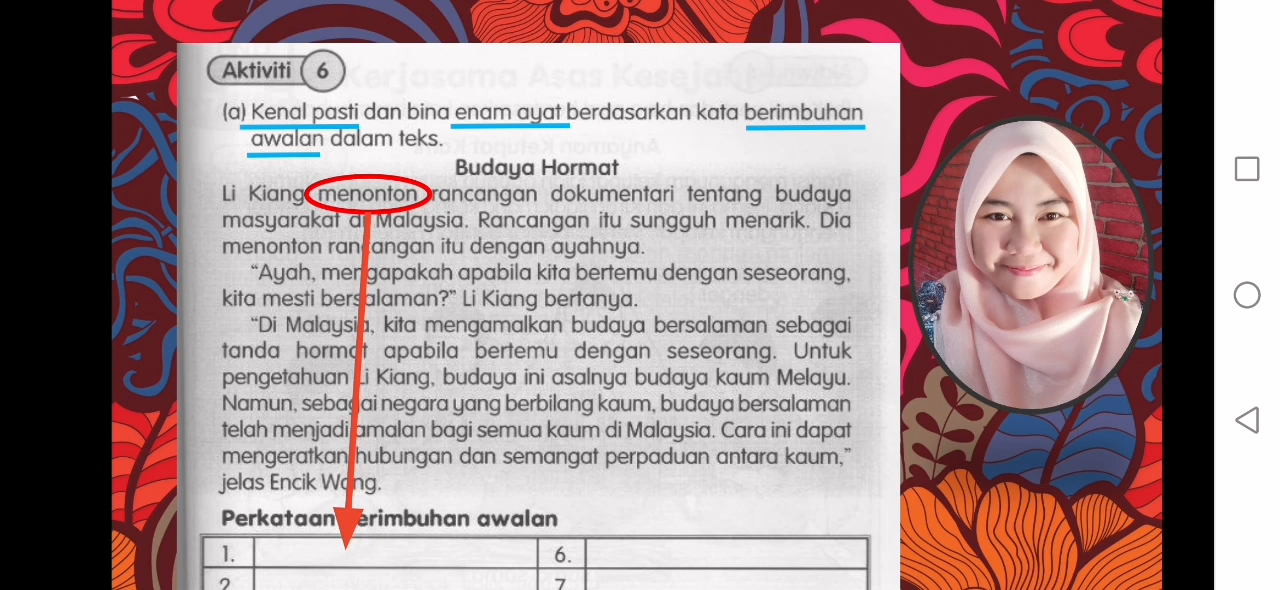 Aktiviti 6
(a) Kenal pasti dan bina enam ayat berdasarkan kata berimbuhan
awalan dalam teks.
Budaya Hormat
Li Kiang menonton rancangan dokumentari tentang budaya
masyarakat di Malaysia. Rancangan itu sungguh menarik. Dia
menonton rancangan itu dengan ayahnya.
“Ayah, mengapakah apabila kita bertemu dengan seseorang,
kita mesti bersalaman?” Li Kiang bertanya.
“Di Malaysia, kita mengamalkan budaya bersalaman sebagai
tanda hormat apabila bertemu dengan seseorang. Untuk
pengetahuan Li Kiang, budaya ini asalnya budaya kaum Melayu.
Namun, sebagai negara yang berbilang kaum, budaya bersalaman
telah menjadi amalan bagi semua kaum di Malaysia. Cara ini dapat
mengeratkan hubungan dan semangat perpaduan antara kaum,”
jelas Encik Wong.
Perkataan berimbuhan awalan
1. 6.
2. 7